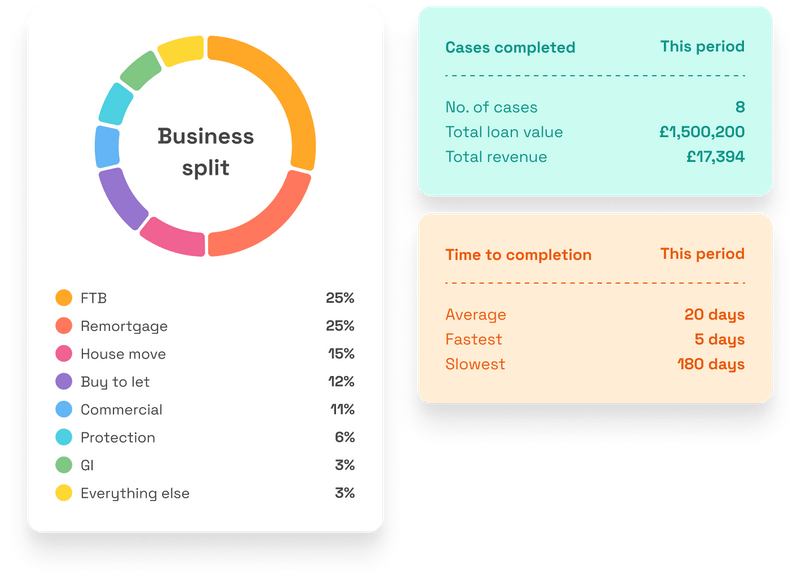 Business
split
FTB 25%
Remortgage 25%
House move 15%
Buy to let 12%
Commercial 11%
Protection 6%
GI 3%
Everything else 3%
Cases completed This period
No. of cases 8
Total loan value £1,500,200
Total revenue £17,394
Time to completion This period
Average 20 days
Fastest 5 days
Slowest 180 days